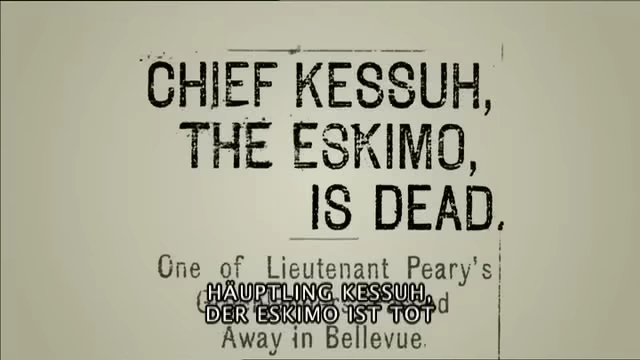 CHIEF KESSUH,
THE ESKIMO,
IS DEAD.
One of Lieutenant Peary's
HÄUPTLING KESSUH,
DER ESKIMO IST TOT
Away in Bellevue.